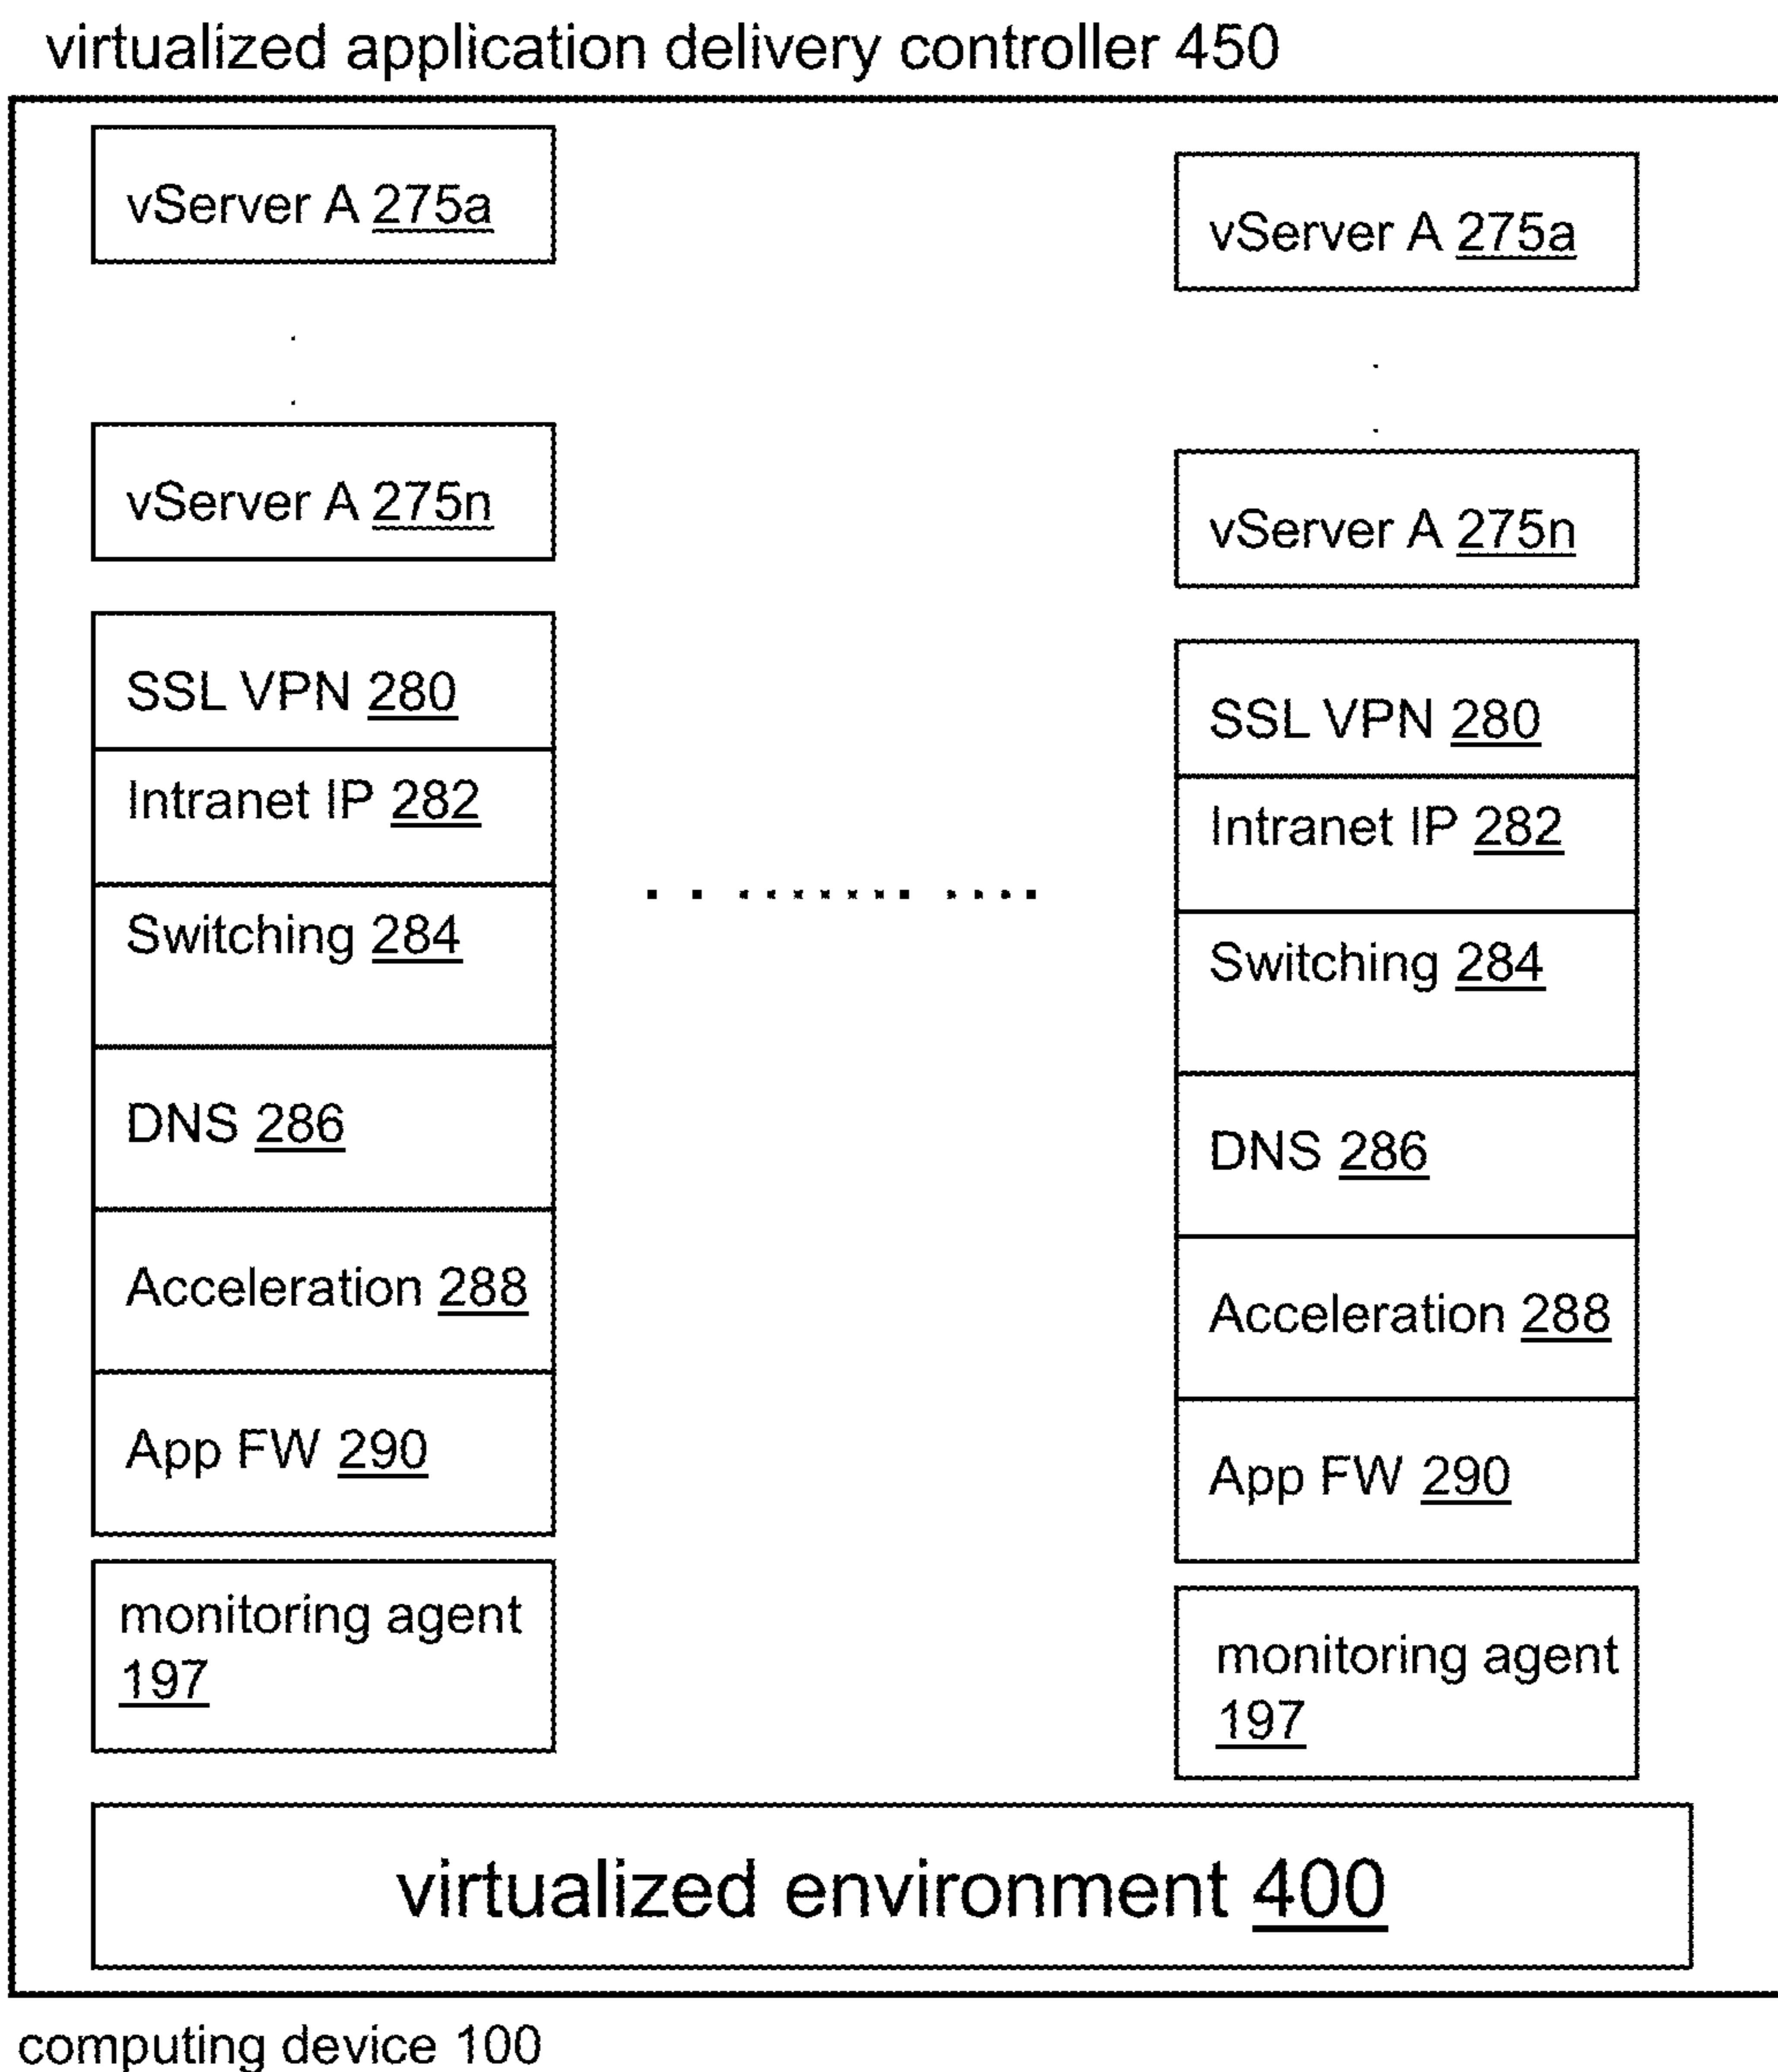 virtualized application delivery controller 450
vServer A 275a
vServer A 275n
SSL VPN 280
Intranet IP 282
Switching 284
DNS 286
Acceleration 288
App FW 290
monitoring agent
197
vServer A 275a
vServer A 275n
SSL VPN 280
Intranet IP 282
Switching 284
DNS 286
Acceleration 288
App FW 290
monitoring agent
197
virtualized environment 400
computing device 100